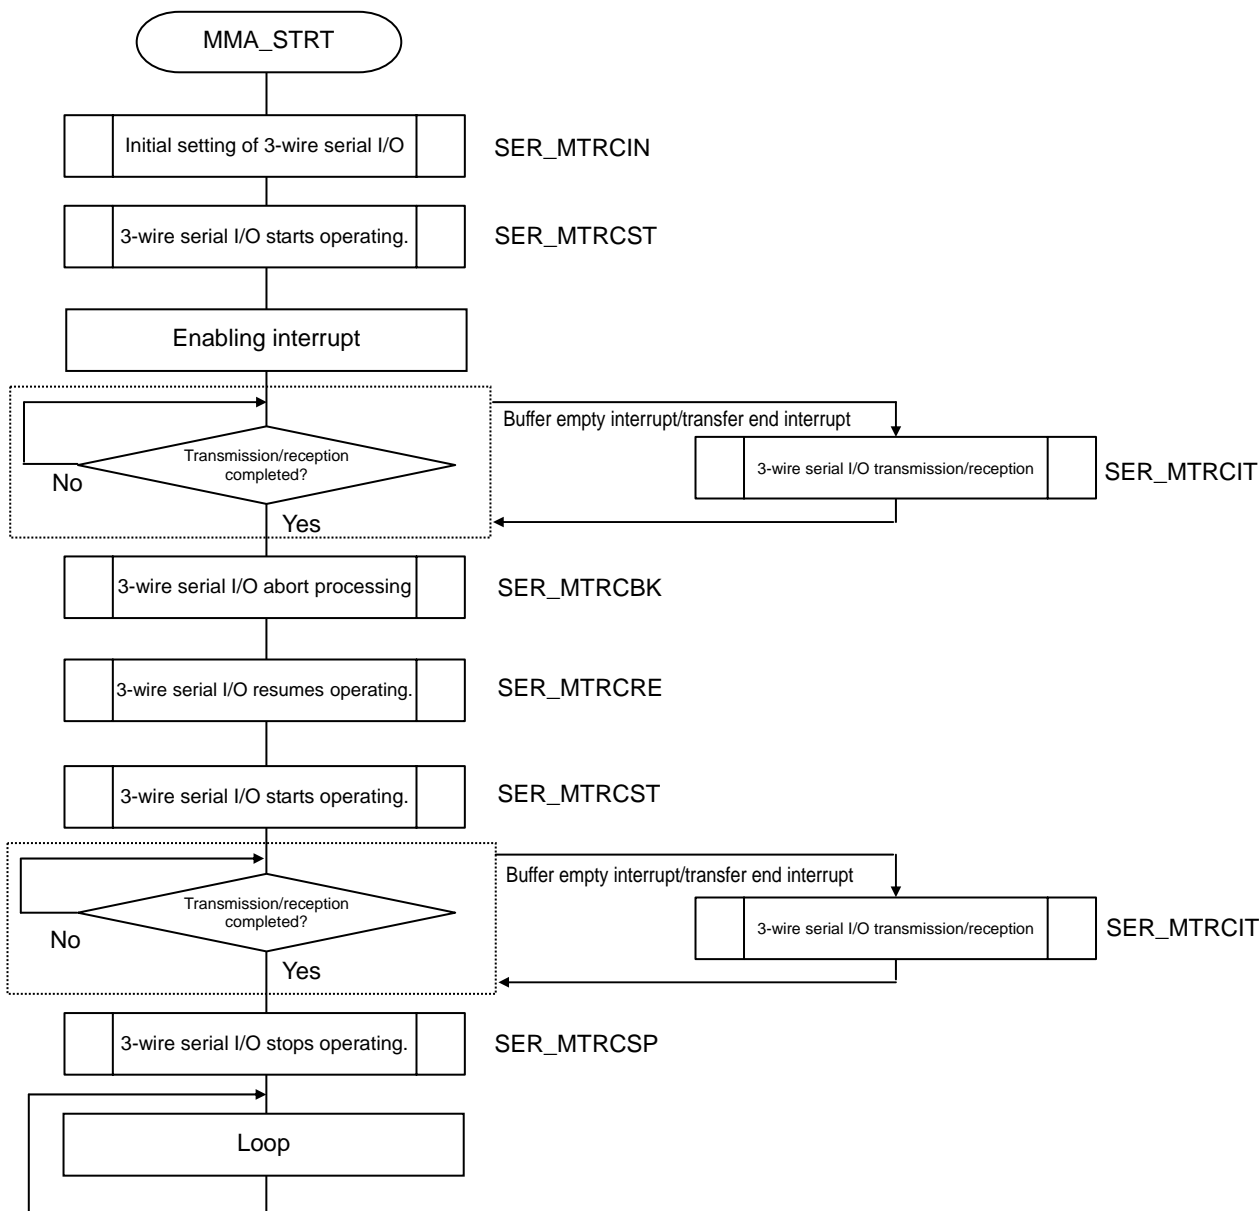 MMA_STRT
Initial setting of 3-wire serial I/O
SER_MTRCIN
3-wire serial I/O starts operating.
SER_MTRCST
Enabling interrupt
Buffer empty interrupt/transfer end interrupt
Transmission/reception
completed?
No
Yes
3-wire serial I/O transmission/reception
SER_MTRCIT
3-wire serial I/O abort processing
SER_MTRCBK
3-wire serial I/O resumes operating.
SER_MTRCRE
3-wire serial I/O starts operating.
SER_MTRCST
Buffer empty interrupt/transfer end interrupt
Transmission/reception
completed?
No
Yes
3-wire serial I/O transmission/reception
SER_MTRCIT
3-wire serial I/O stops operating.
SER_MTRCSP
Loop